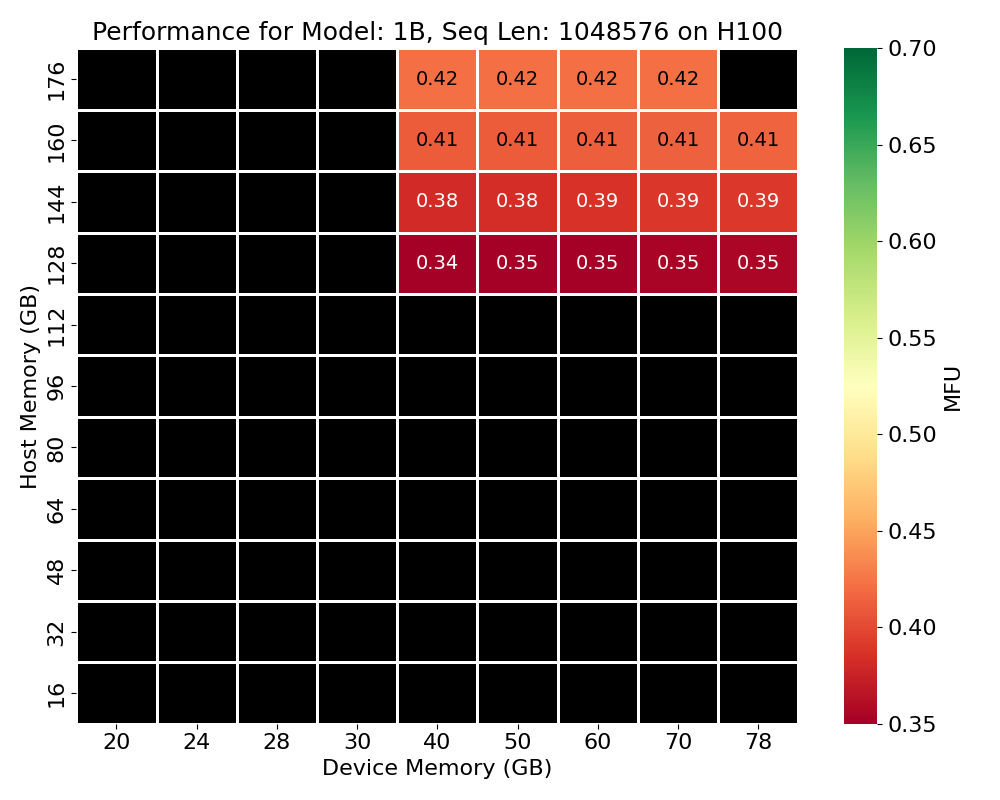 Performance for Model: 1B, Seq Len: 1048576 on H100
176 0.42 0.42 0.42 0.42
160 0.41 0.41 0.41 0.41 0.41
144 0.38 0.38 0.39 0.39 0.39
128 0.34 0.35 0.35 0.35 0.35
112
96
80
64
48
32
16
Host Memory (GB)
20 24 28 30 40 50 60 70 78
Device Memory (GB)
0.70
0.65
0.60
0.55
0.50
0.45
0.40
0.35
MFU